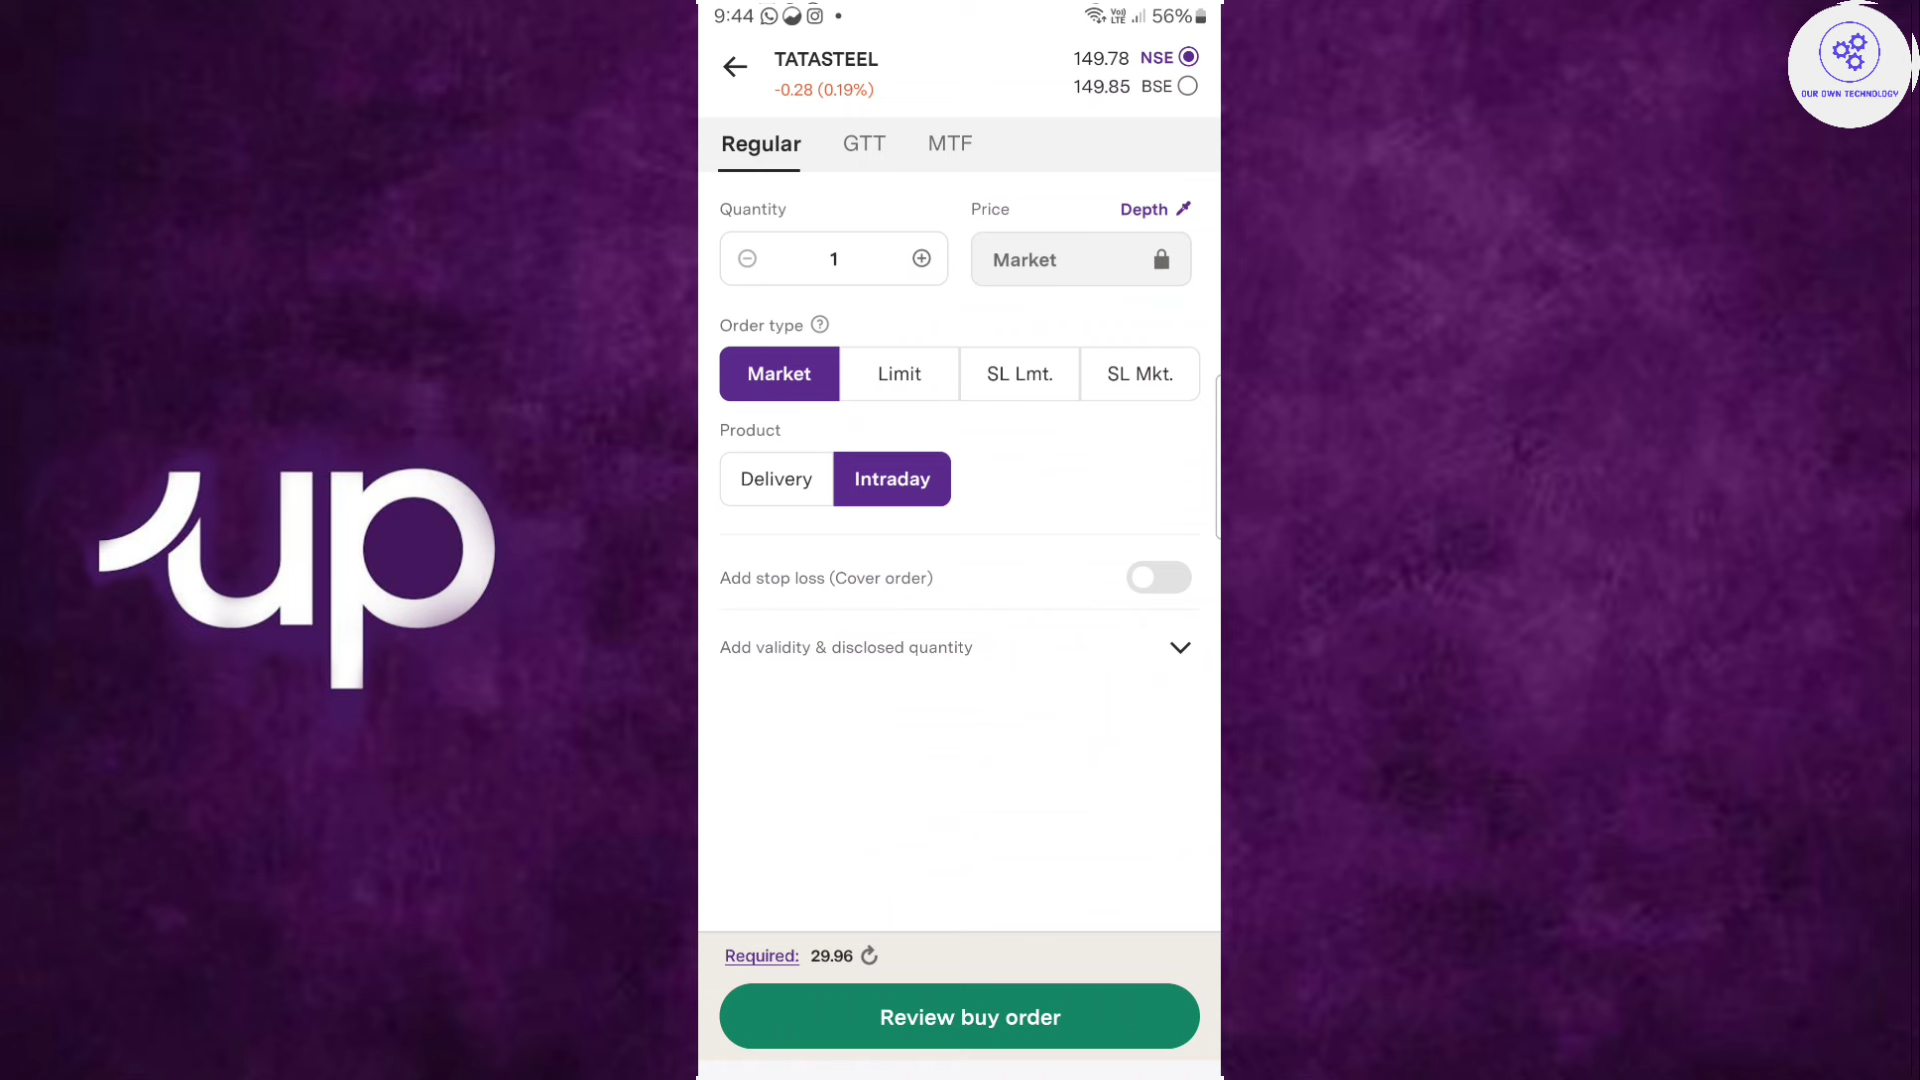 9:44 56%
TATASTEEL 149.78 NSE
-0.28 (0.19%) 149.85 BSE
Regular GTT MTF
Quantity Price Depth
1 Market
Order type ?
Market Limit SL Lmt. SL Mkt.
Product
Delivery Intraday
Add stop loss (Cover order)
Add validity & disclosed quantity
Required: 29.96
Review buy order
up
OUR OWN TECHNOLOGY